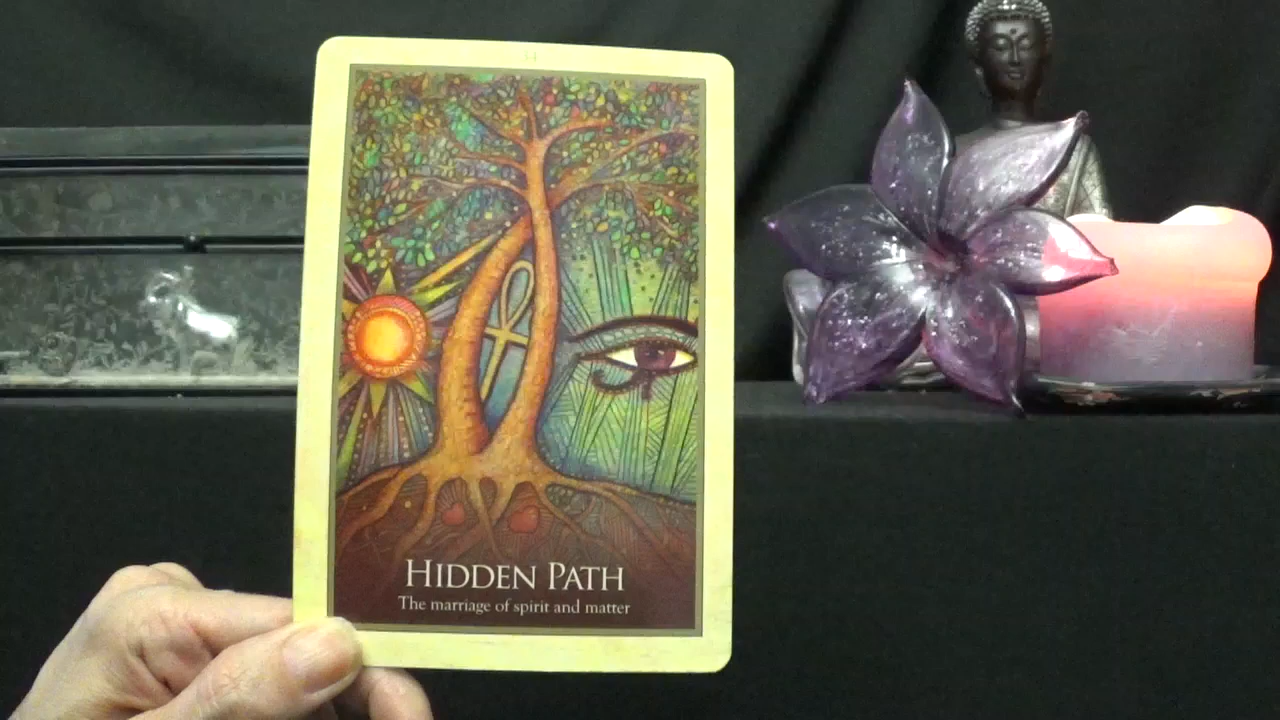 HIDDEN PATH
The marriage of spirit and matter